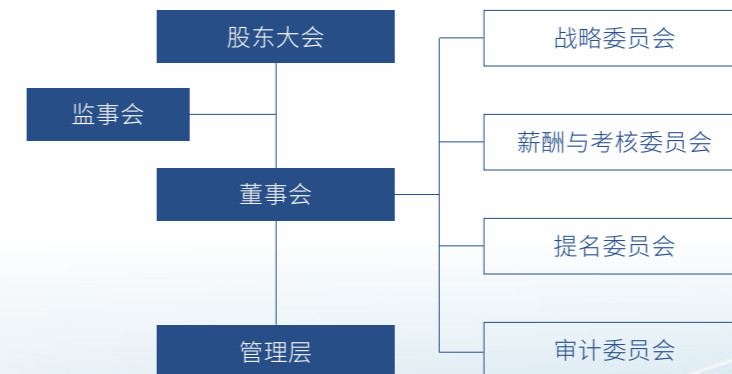 股东大会
监事会
董事会
管理层
战略委员会
薪酬与考核委员会
提名委员会
审计委员会